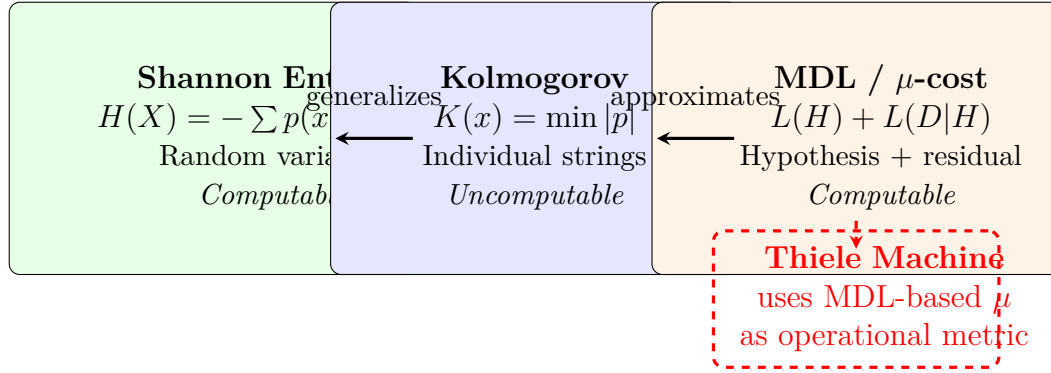 Shannon Ent
H(X) = − ∑ p(x
Random varia
Computabl
generalizes
Kolmogorov
K(x) = min |p|
Individual strings
Uncomputable
approximates
MDL / μ-cost
L(H) + L(D|H)
Hypothesis + residual
Computable
Thiele Machine
uses MDL-based μ
as operational metric